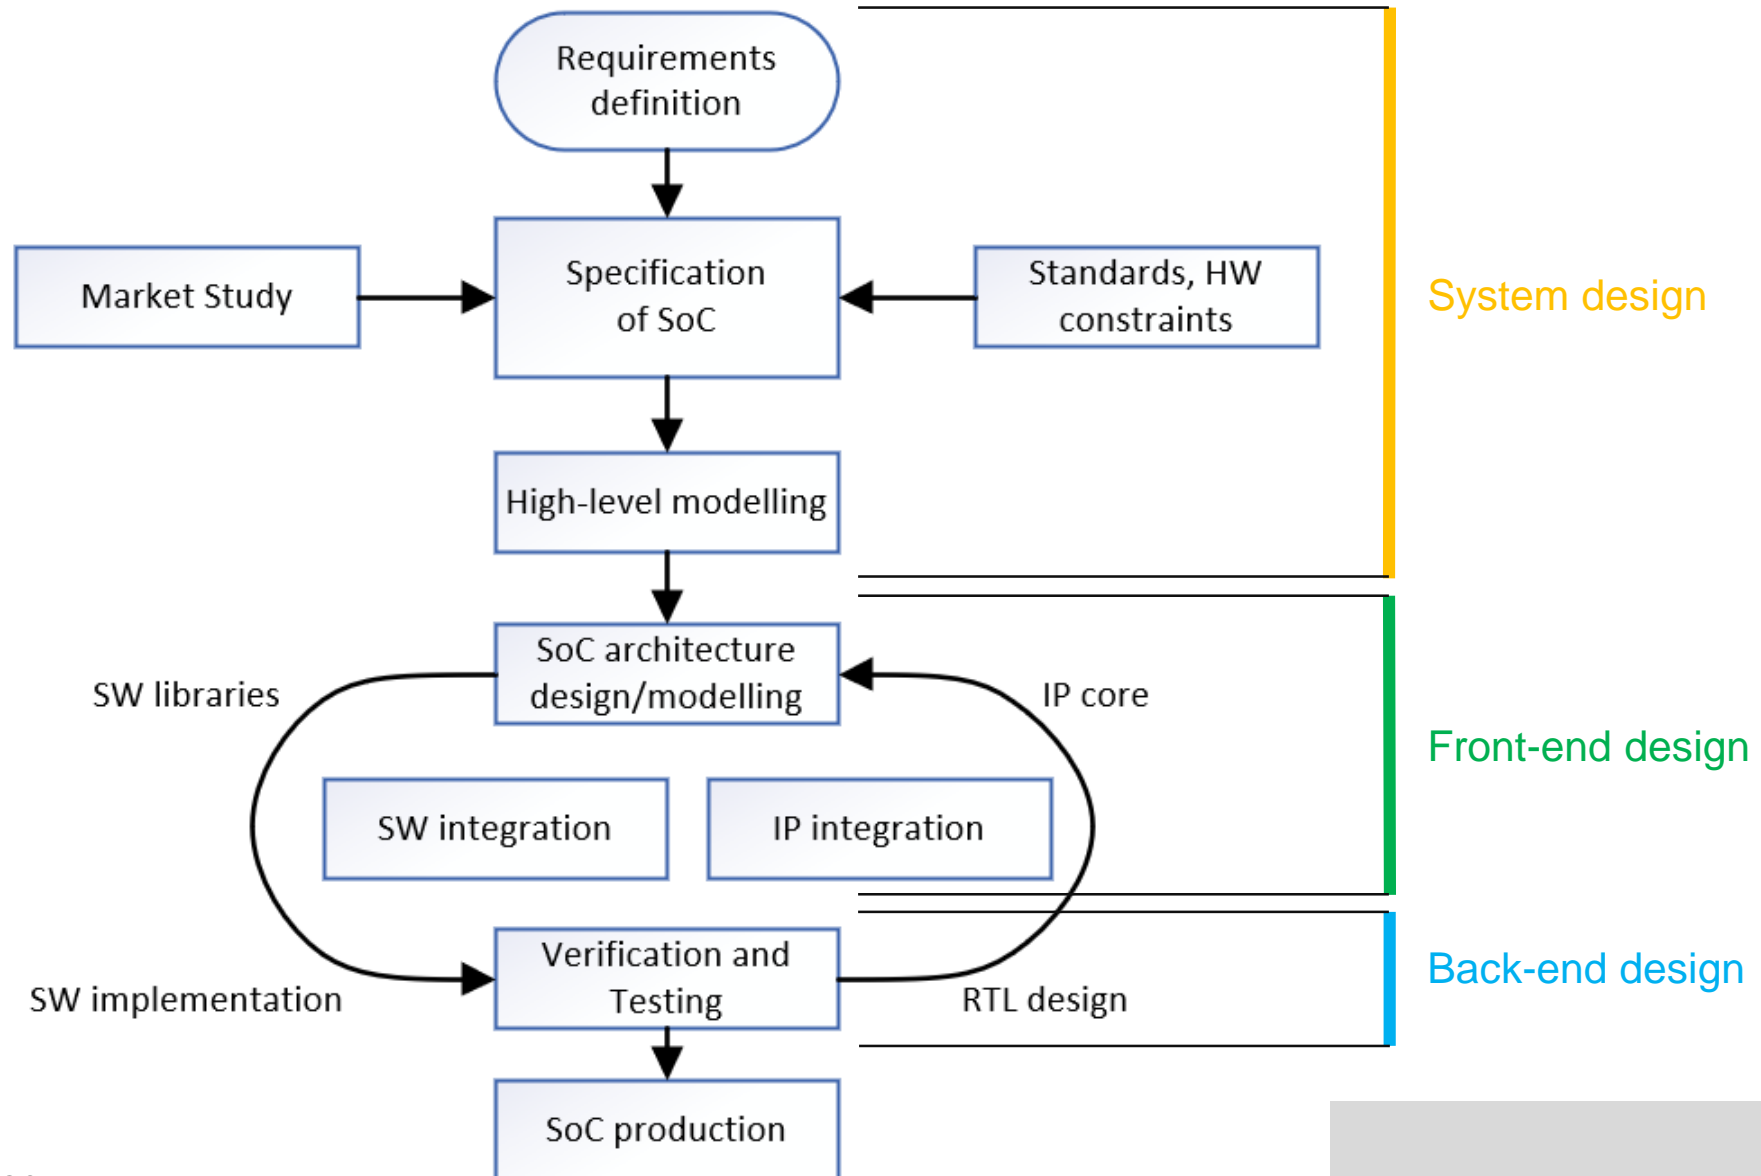 Requirements
definition
Market Study
Specification
of SoC
Standards, HW
constraints
System design
High-level modelling
SoC architecture
design/modelling
SW libraries
IP core
Front-end design
SW integration
IP integration
Verification and
Testing
SW implementation
RTL design
Back-end design
SoC production